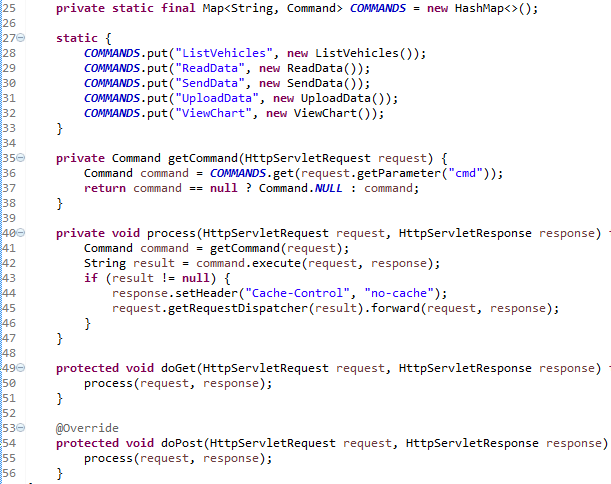 25 private static final Map<String, Command> COMMANDS = new HashMap<>();
26
27 static {
28 COMMANDS.put("ListVehicles", new ListVehicles());
29 COMMANDS.put("ReadData", new ReadData());
30 COMMANDS.put("SendData", new SendData());
31 COMMANDS.put("UploadData", new UploadData());
32 COMMANDS.put("ViewChart", new ViewChart());
33 }
34
35 private Command getCommand(HttpServletRequest request) {
36 Command command = COMMANDS.get(request.getParameter("cmd"));
37 return command == null ? Command.NULL : command;
38 }
39
40 private void process(HttpServletRequest request, HttpServletResponse response)
41 Command command = getCommand(request);
42 String result = command.execute(request, response);
43 if (result != null) {
44 response.setHeader("Cache-Control", "no-cache");
45 request.getRequestDispatcher(result).forward(request, response);
46 }
47 }
48
49 protected void doGet(HttpServletRequest request, HttpServletResponse response)
50 process(request, response);
51 }
52
53 @Override
54 protected void doPost(HttpServletRequest request, HttpServletResponse response)
55 process(request, response);
56 }